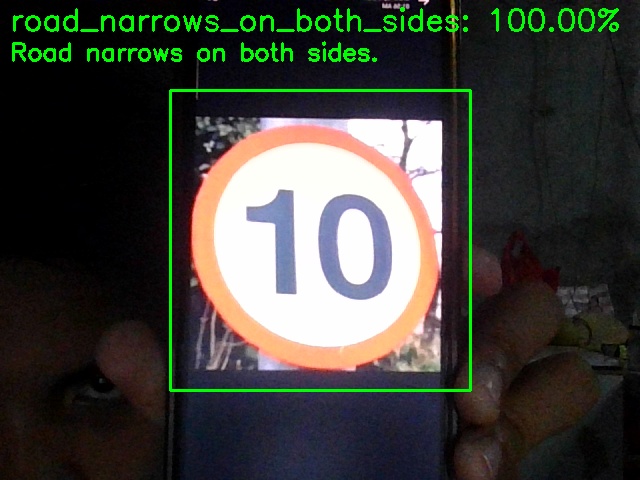 road_narrows_on_both_sides: 100.00%
Road narrows on both sides.
10